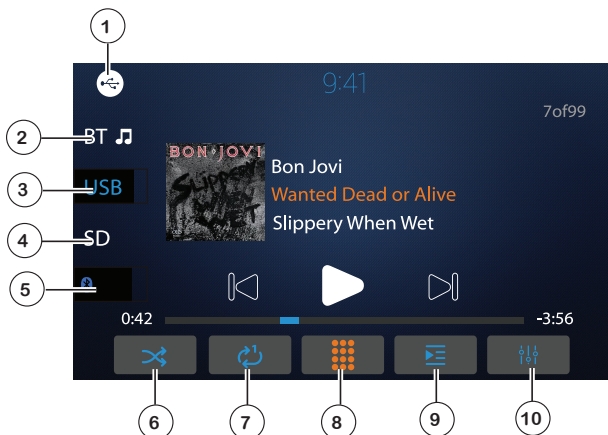 1
9:41
7of99
2
BT
BON JOVI
SLIPPERY
WHEN
WET
Bon Jovi
3
USB
Wanted Dead or Alive
4
SD
Slippery When Wet
5
0:42
-3:56
1
6
7
8
9
10